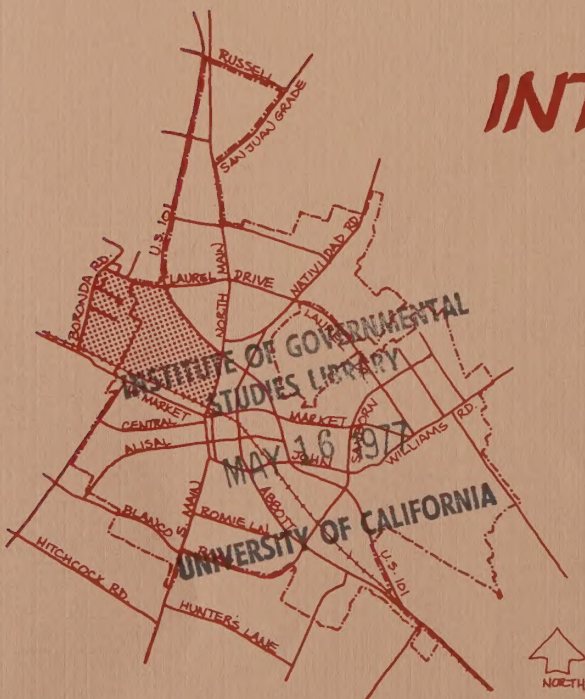 INT
RUSSELL
SAN JUAN GRADE
U.S. 101
BORONDA RD.
LAUREL DRIVE
NORTH MAIN
NATIVIDAD RD
INSTITUTE OF GOVERNMENTAL
STUDIES LIBRARY
MARKET
CENTRAL
ALISAL
MARKET
SANBORN
WILLIAMS RD.
JOHN
MAY 16 1977
UNIVERSITY OF CALIFORNIA
BLANCO
S. MAIN
ROMIE LN
ABBOTT
U.S. 101
HITCHCOCK RD.
HUNTER'S LANE
NORTH